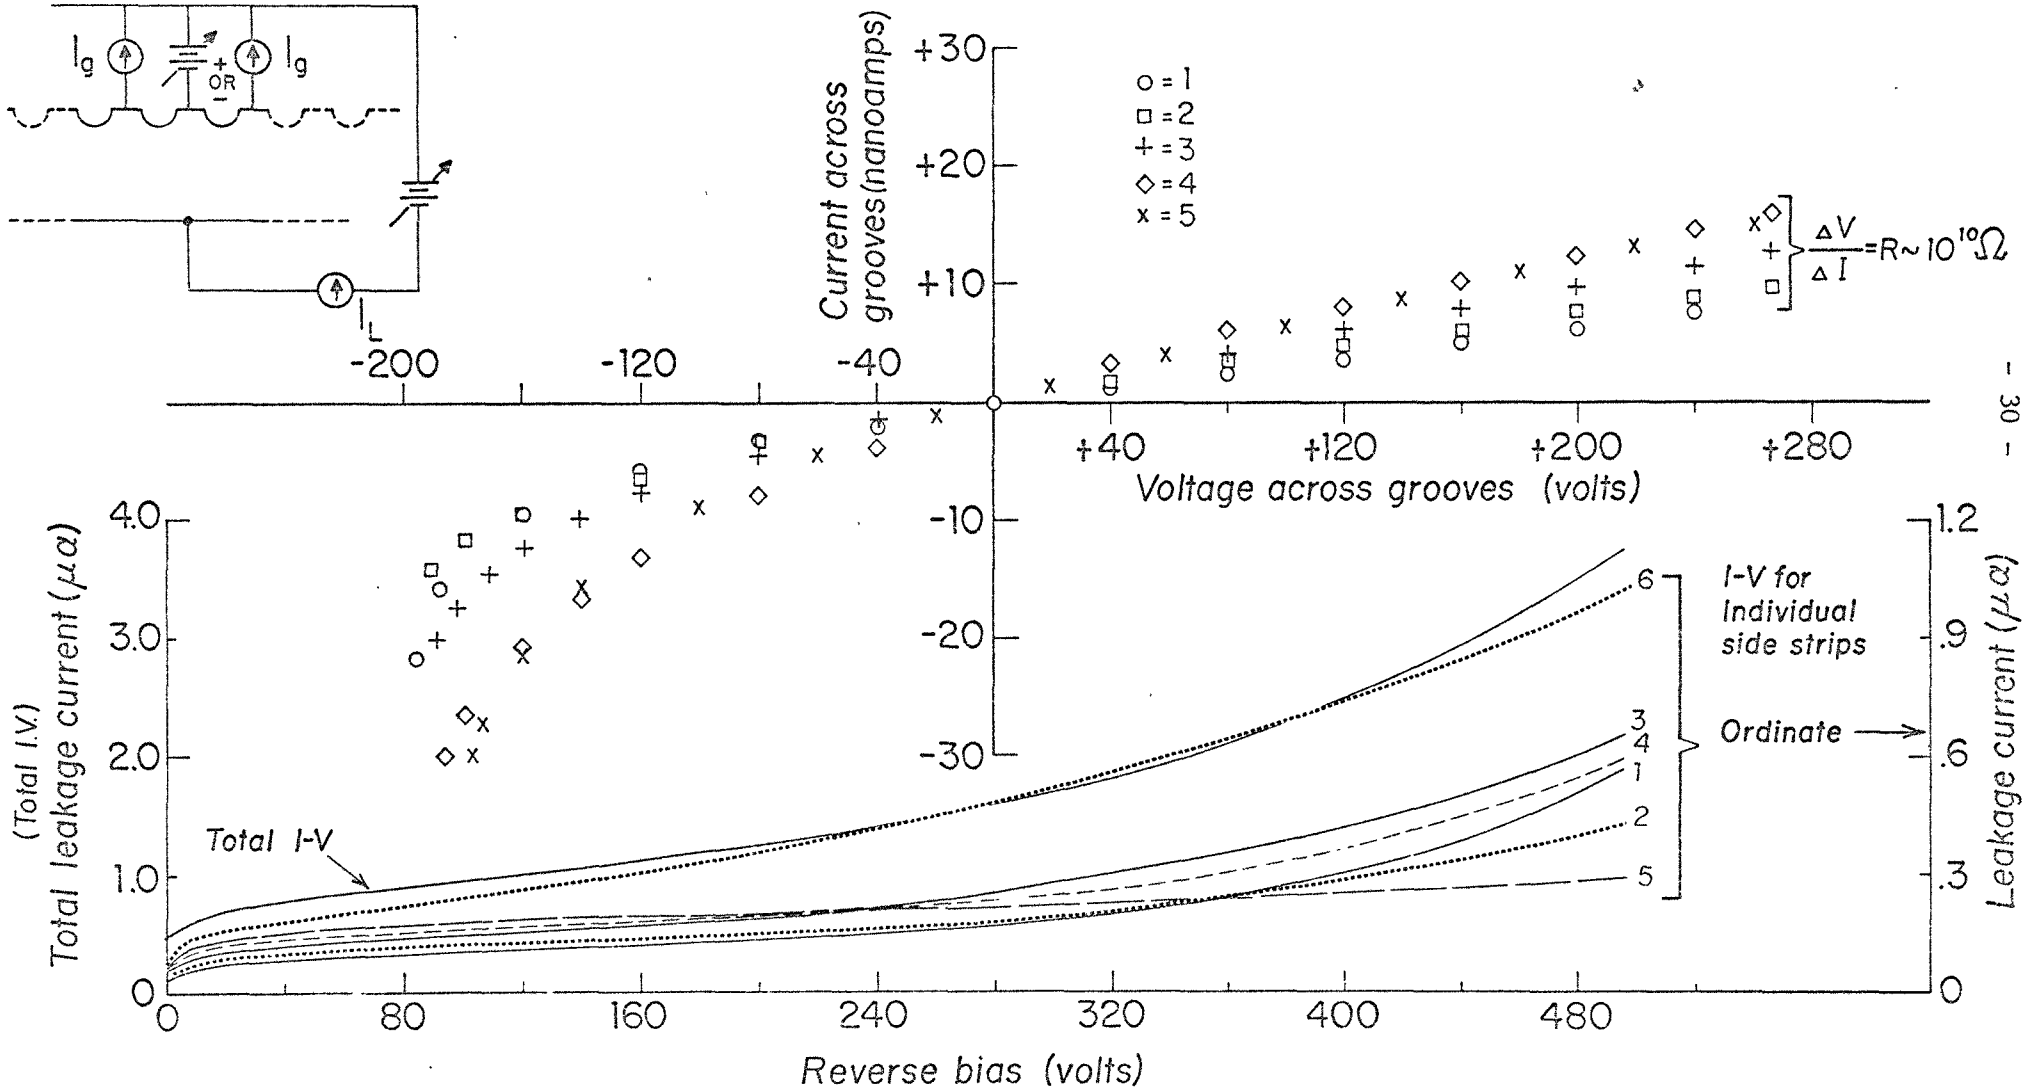 Ig
+
OR
-
Ig
IL
Current across
grooves (nanoamps)
+30
+20
+10
-10
-20
-30
o = 1
□ = 2
+ = 3
◇ = 4
x = 5
ΔV
ΔI
=R~10¹⁰Ω
-200
-120
-40
+40
+120
+200
+280
Voltage across grooves (volts)
- 30 -
(Total I.V.)
Total leakage current (μa)
4.0
3.0
2.0
1.0
0
Total I-V
6
3
4
1
2
5
I-V for
Individual
side strips
Ordinate →
1.2
.9
.6
.3
0
Leakage current (μa)
0
80
160
240
320
400
480
Reverse bias (volts)